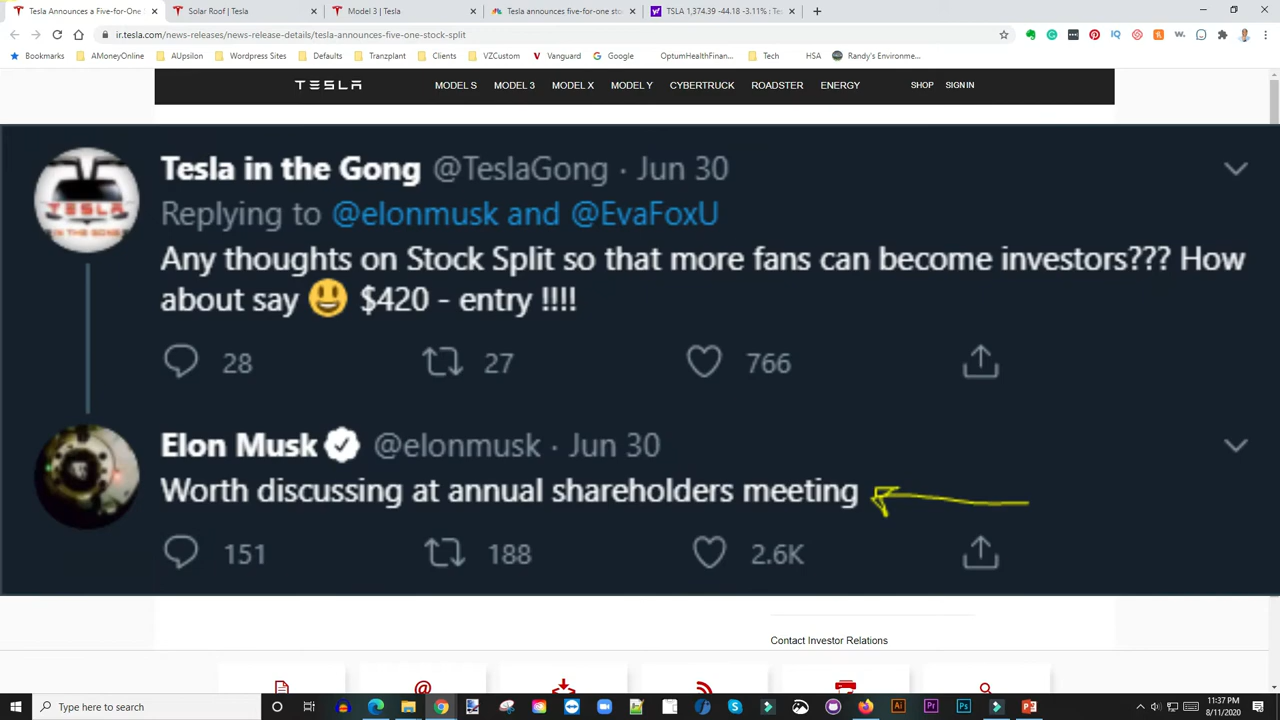 Tesla Announces a Five-for-One
Solar Roof | Tesla
Model 3 | Tesla
Tesla announces five-for-one sto
TSLA 1,374.39 -44.18 -3.11% : Te
ir.tesla.com/news-releases/news-release-details/tesla-announces-five-one-stock-split
Bookmarks AMoneyOnline AUpsilon Wordpress Sites Developing Outreach Tranzplant Clients VZCustom Vanguard Google OptumHealthFinan... Tech HSA Randy's Environme...
TESLA MODEL S MODEL 3 MODEL X MODEL Y CYBERTRUCK ROADSTER ENERGY SHOP SIGN IN
Tesla in the Gong @TeslaGong · Jun 30
Replying to @elonmusk and @EvaFoxU
Any thoughts on Stock Split so that more fans can become investors??? How
about say 😃 $420 - entry !!!!
28 27 766
Elon Musk @elonmusk · Jun 30
Worth discussing at annual shareholders meeting
151 188 2.6K
Contact Investor Relations
Type here to search
11:37 PM
8/11/2020